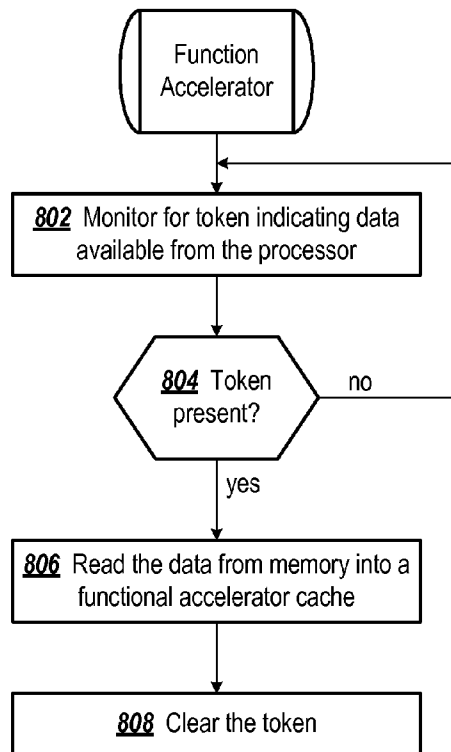 Function
Accelerator
802 Monitor for token indicating data
available from the processor
804 Token
present?
no
yes
806 Read the data from memory into a
functional accelerator cache
808 Clear the token